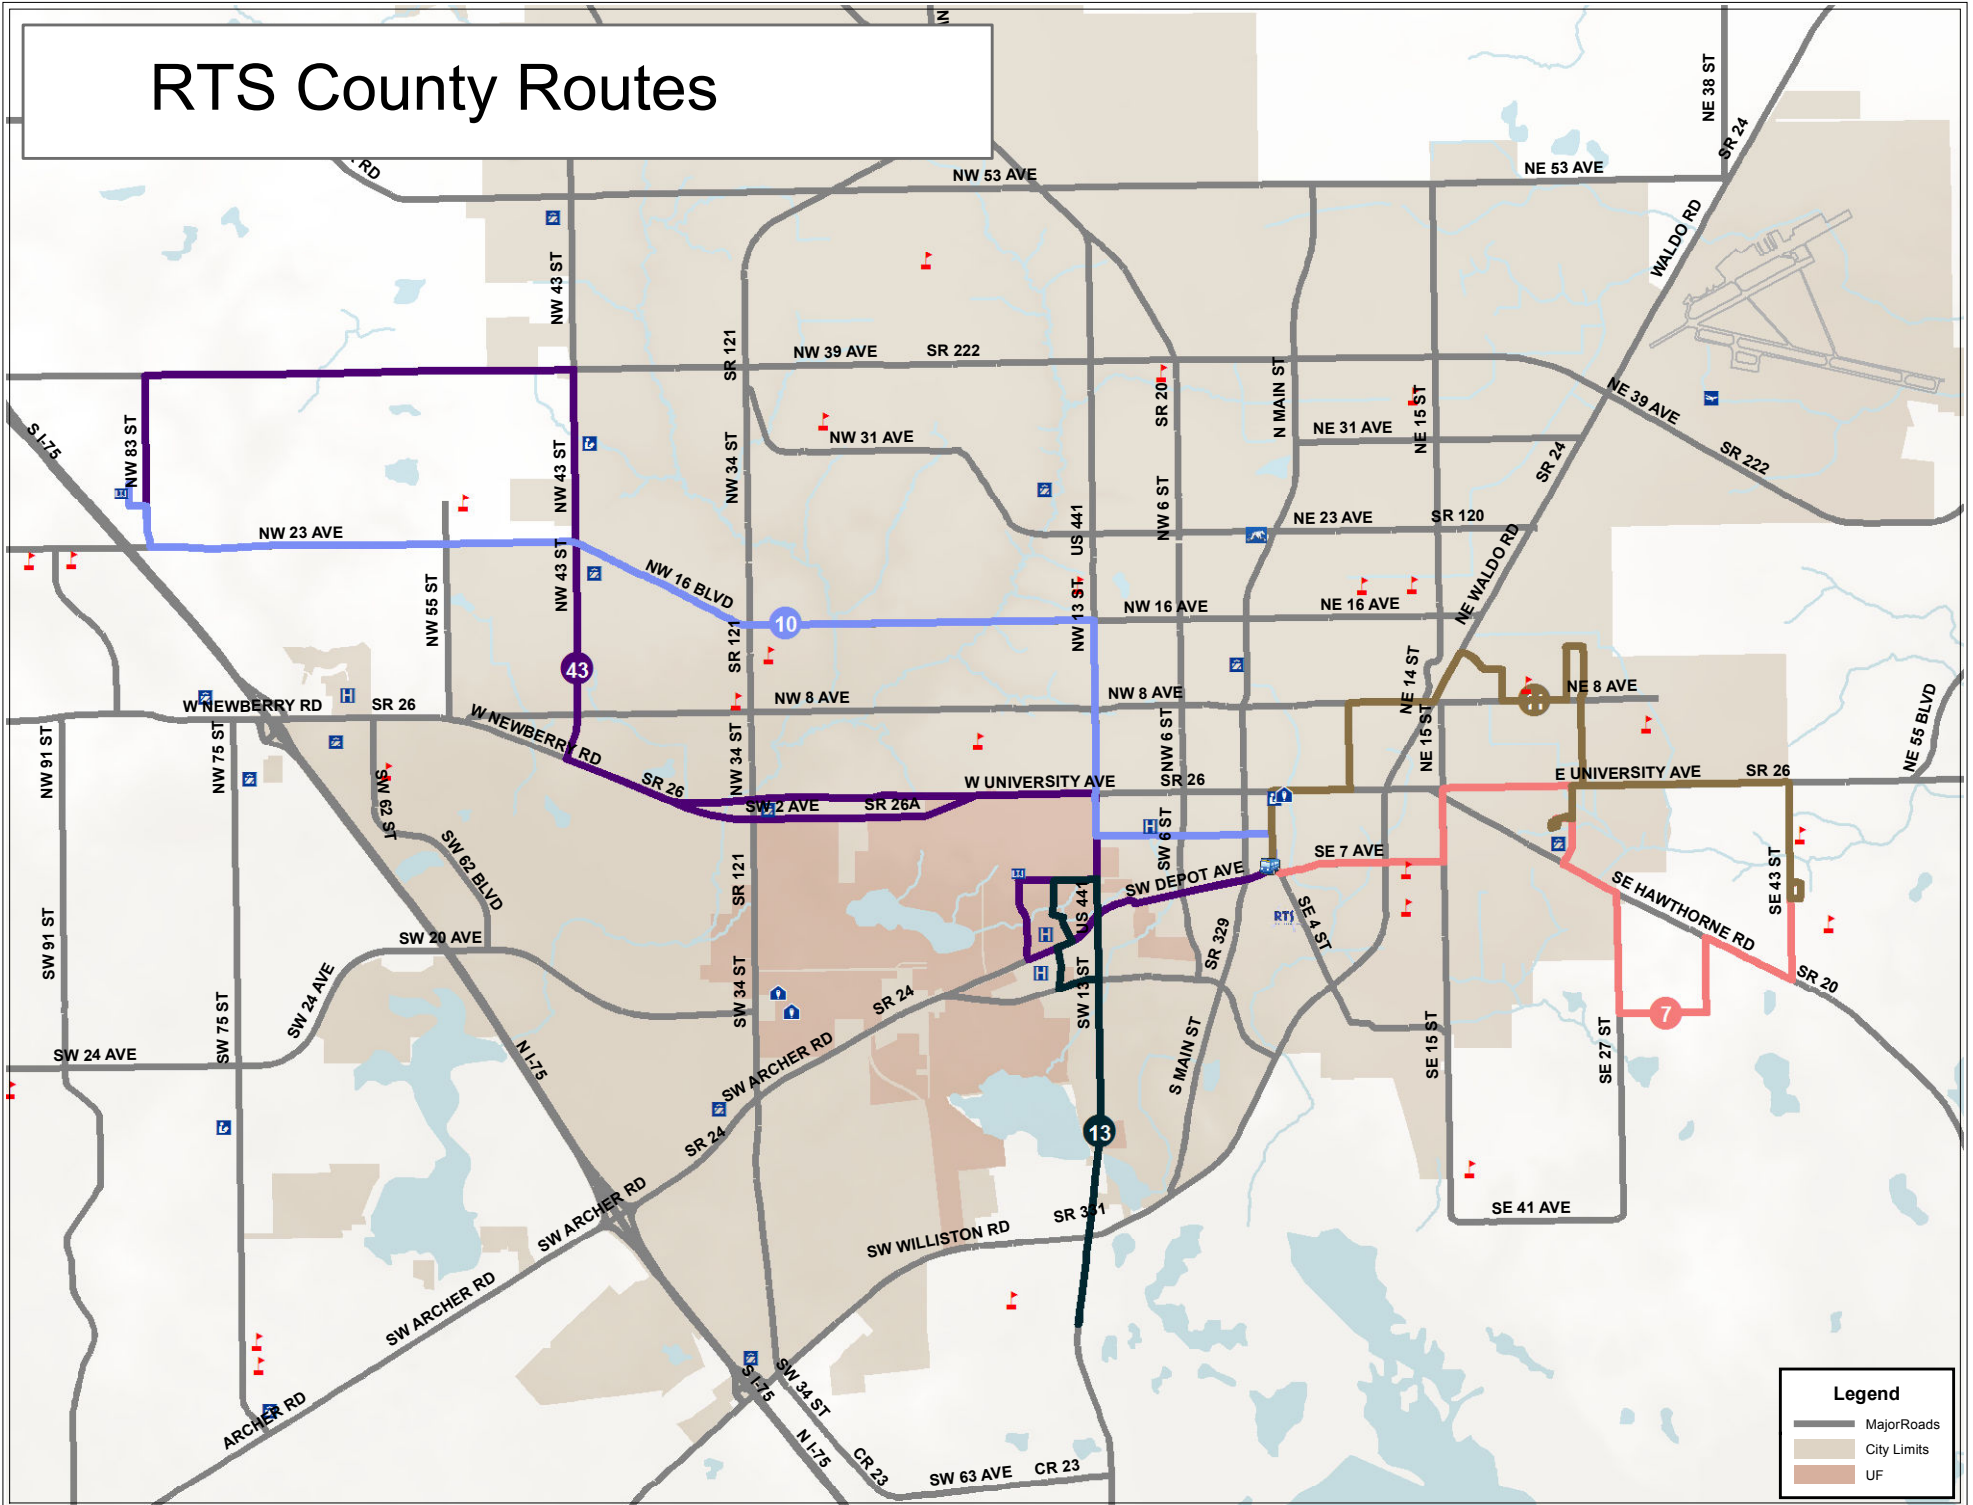 RTS County Routes
RD
NE 38 ST
SR 24
NW 53 AVE
NE 53 AVE
WALDO RD
NW 43 ST
SR 121
NW 39 AVE
SR 222
SR 20
N MAIN ST
NE 15 ST
NE 39 AVE
SR 222
S I-75
NW 83 ST
NW 43 ST
NW 34 ST
NW 31 AVE
NE 31 AVE
SR 24
NW 6 ST
US 441
NE 23 AVE
SR 120
NW 23 AVE
NW 43 ST
NW 55 ST
NW 16 BLVD
10
SR 121
NW 13 ST
NW 16 AVE
NE 16 AVE
NE WALDO RD
43
NE 14 ST
W NEWBERRY RD
SR 26
W NEWBERRY RD
NW 8 AVE
NW 8 AVE
NE 8 AVE
NE 55 BLVD
NW 91 ST
NW 75 ST
SW 62 ST
SR 26
NW 34 ST
SW 2 AVE
SR 26A
W UNIVERSITY AVE
SR 26
NW 6 ST
NE 15 ST
E UNIVERSITY AVE
SR 26
SW 62 BLVD
SR 121
SW 6 ST
SE 7 AVE
SW DEPOT AVE
SE HAWTHORNE RD
SE 43 ST
US 441
RTS
SE 4 ST
SR 329
SW 91 ST
SW 20 AVE
SW 24 AVE
SW 34 ST
SR 24
SW 13 ST
SR 20
7
SW 24 AVE
SW 75 ST
N I-75
SW ARCHER RD
S MAIN ST
SE 15 ST
SE 27 ST
SR 24
13
SW ARCHER RD
SW WILLISTON RD
SR 331
SE 41 AVE
SW ARCHER RD
ARCHER RD
S I-75
SW 34 ST
N I-75
CR 23
SW 63 AVE
CR 23
Legend
MajorRoads
City Limits
UF